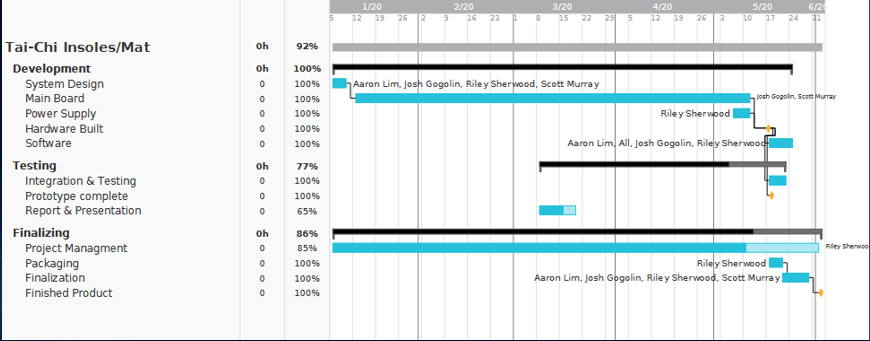 1/20 2/20 3/20 4/20 5/20 6/20
5 12 19 26 2 9 16 23 1 8 15 22 29 5 12 19 26 3 10 17 24 31
Tai-Chi Insoles/Mat 0h 92%
Development 0h 100%
System Design 0 100% Aaron Lim, Josh Gogolin, Riley Sherwood, Scott Murray
Main Board 0 100% Josh Gogolin, Scott Murray
Power Supply 0 100% Riley Sherwood
Hardware Built 0 100%
Software 0 100% Aaron Lim, All, Josh Gogolin, Riley Sherwood
Testing 0h 77%
Integration & Testing 0 100%
Prototype complete 0 100%
Report & Presentation 0 65%
Finalizing 0h 86%
Project Managment 0 85% Riley Sherwoo
Packaging 0 100% Riley Sherwood
Finalization 0 100% Aaron Lim, Josh Gogolin, Riley Sherwood, Scott Murray
Finished Product 0 100%